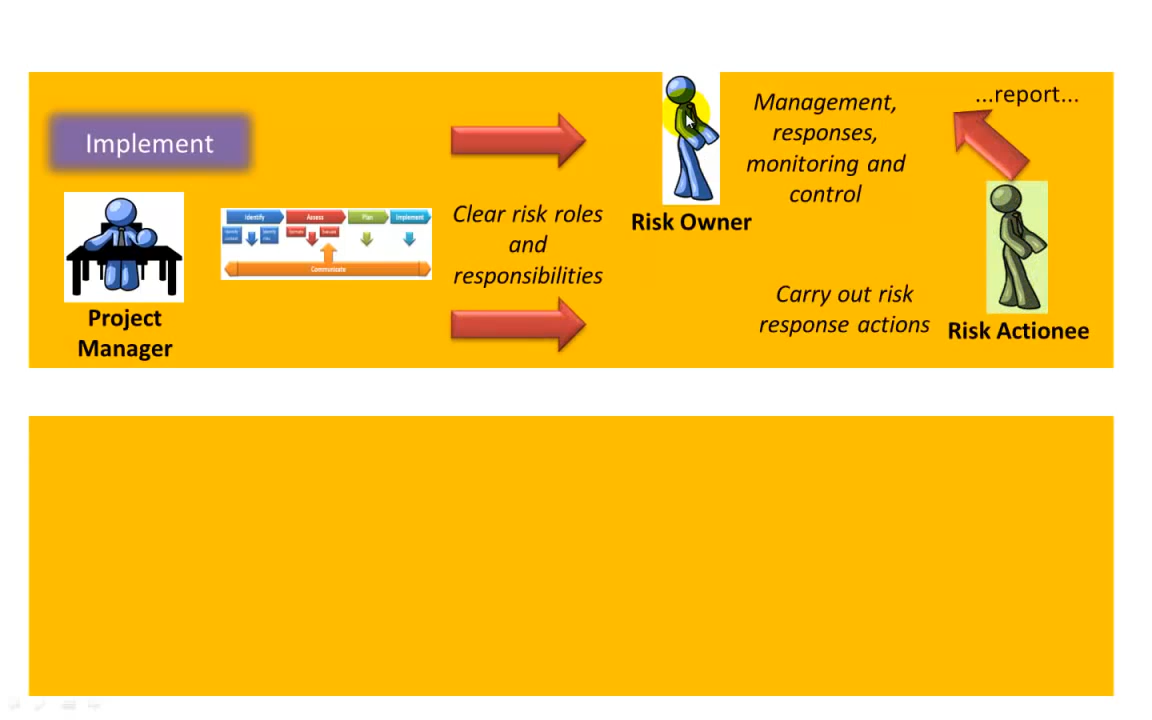 Implement
Project
Manager
Identify
Assess
Plan
Implement
Communicate
Clear risk roles
and
responsibilities
Risk Owner
Management,
responses,
monitoring and
control
Carry out risk
response actions
...report...
Risk Actionee